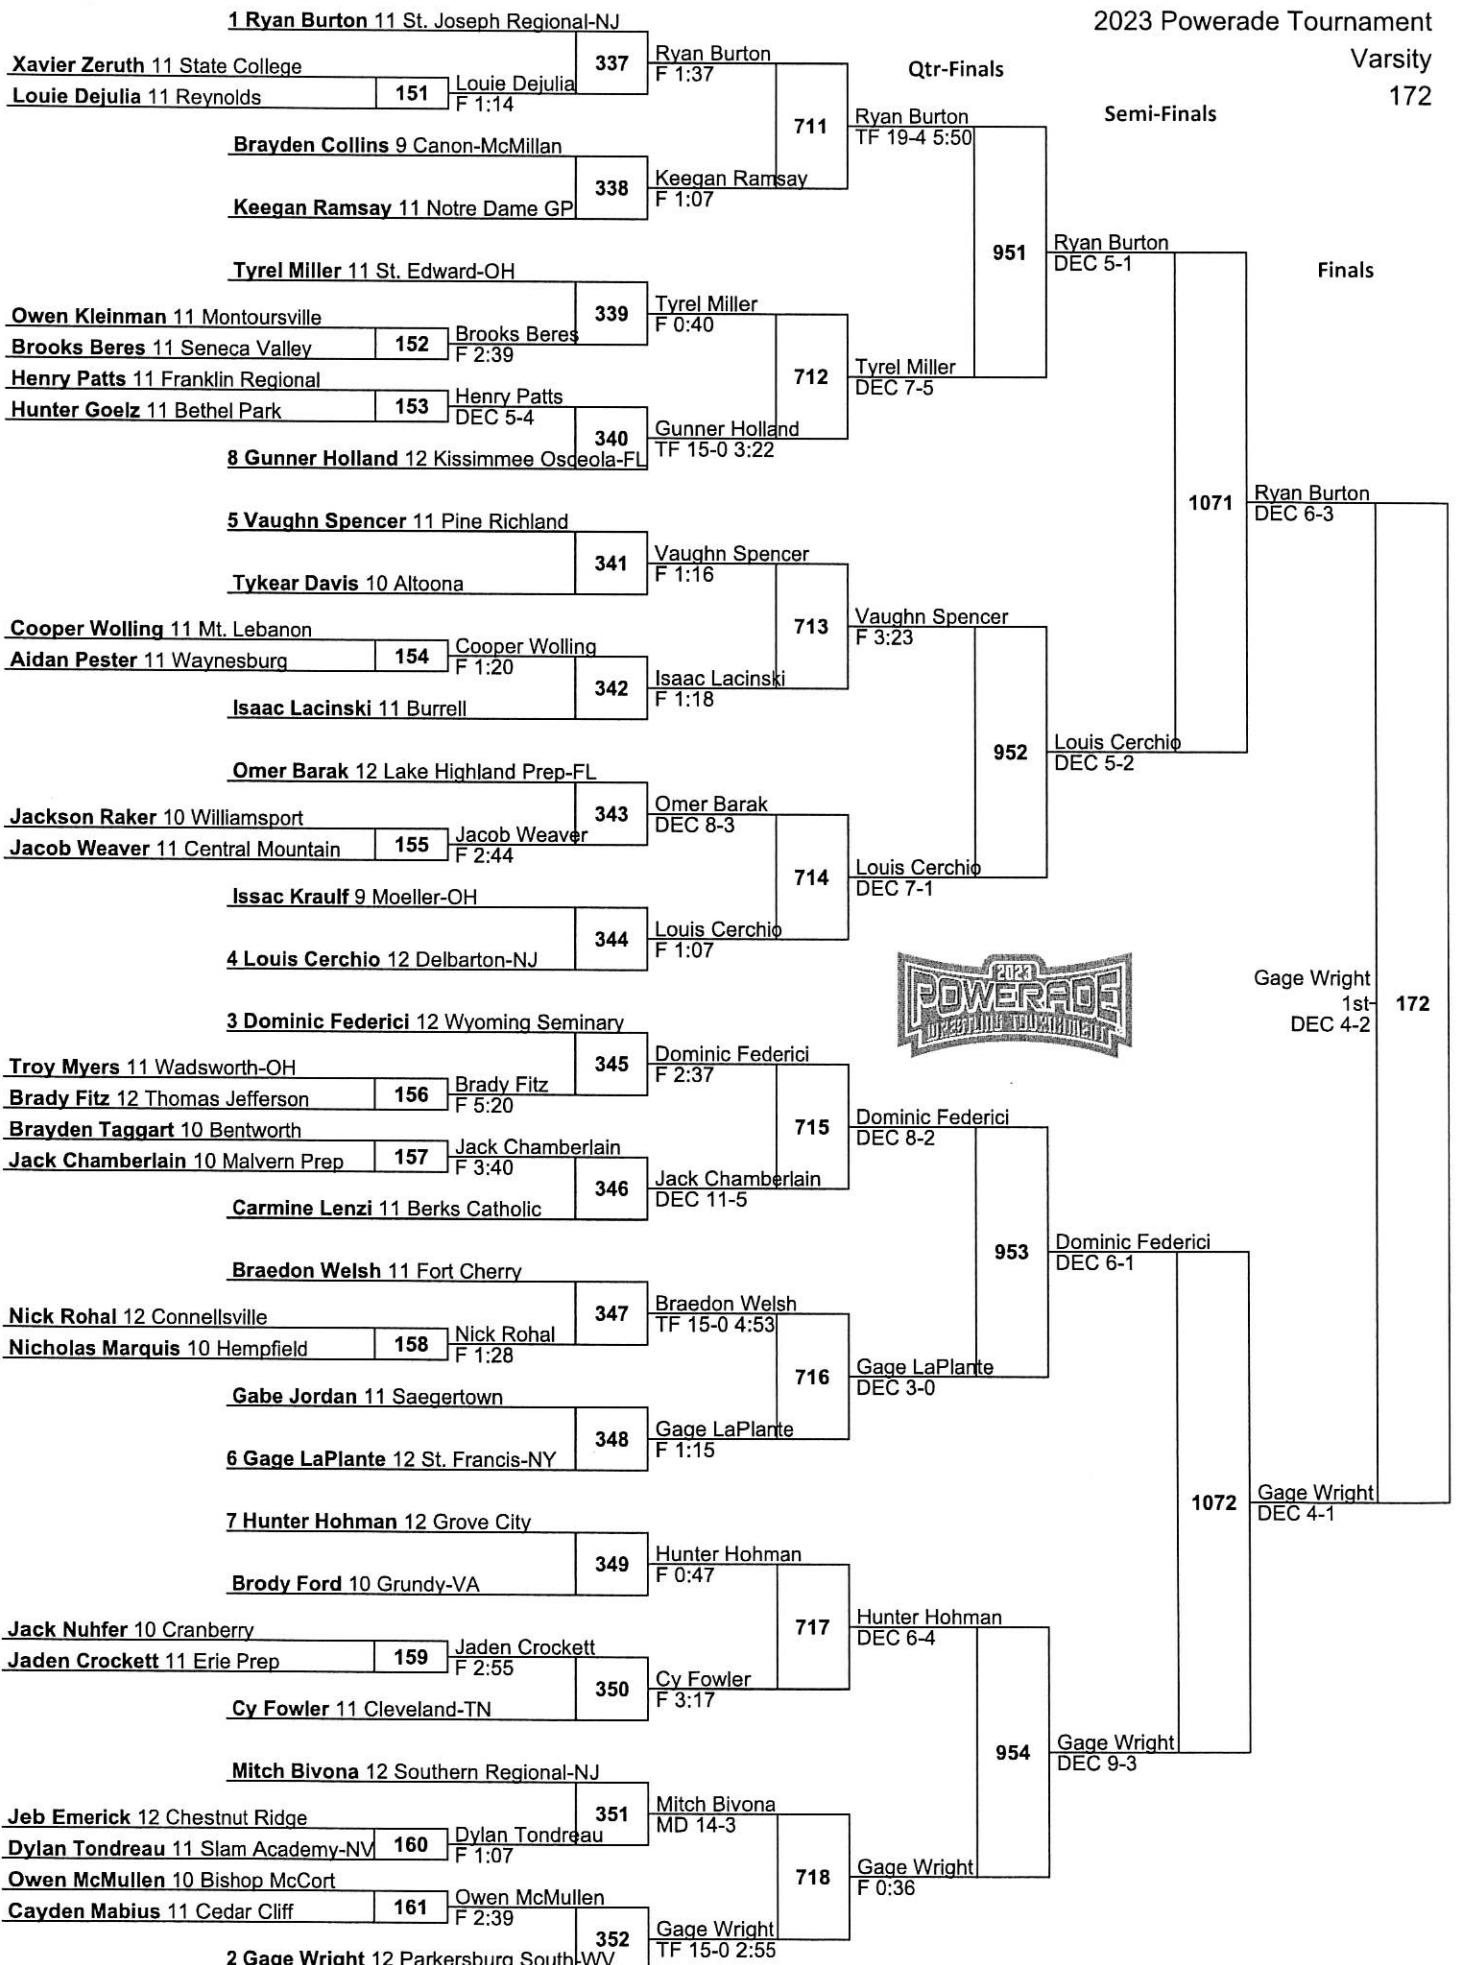 2023 Powerade Tournament
Varsity
172
Qtr-Finals
Semi-Finals
Finals
1 Ryan Burton 11 St. Joseph Regional-NJ
337
Ryan Burton
F 1:37
Xavier Zeruth 11 State College
Louie Dejulia 11 Reynolds
151
Louie Dejulia
F 1:14
711
Ryan Burton
TF 19-4 5:50
Brayden Collins 9 Canon-McMillan
338
Keegan Ramsay
F 1:07
Keegan Ramsay 11 Notre Dame GP
951
Ryan Burton
DEC 5-1
Tyrel Miller 11 St. Edward-OH
339
Tyrel Miller
F 0:40
Owen Kleinman 11 Montoursville
Brooks Beres 11 Seneca Valley
152
Brooks Beres
F 2:39
712
Tyrel Miller
DEC 7-5
Henry Patts 11 Franklin Regional
Hunter Goelz 11 Bethel Park
153
Henry Patts
DEC 5-4
340
Gunner Holland
TF 15-0 3:22
8 Gunner Holland 12 Kissimmee Osceola-FL
1071
Ryan Burton
DEC 6-3
5 Vaughn Spencer 11 Pine Richland
341
Vaughn Spencer
F 1:16
Tykear Davis 10 Altoona
713
Vaughn Spencer
F 3:23
Cooper Wolling 11 Mt. Lebanon
Aidan Pester 11 Waynesburg
154
Cooper Wolling
F 1:20
342
Isaac Lacinski
F 1:18
Isaac Lacinski 11 Burrell
952
Louis Cerchio
DEC 5-2
Omer Barak 12 Lake Highland Prep-FL
343
Omer Barak
DEC 8-3
Jackson Raker 10 Williamsport
Jacob Weaver 11 Central Mountain
155
Jacob Weaver
F 2:44
714
Louis Cerchio
DEC 7-1
Issac Kraulf 9 Moeller-OH
344
Louis Cerchio
F 1:07
4 Louis Cerchio 12 Delbarton-NJ
2023
POWERADE
WRESTLING TOURNAMENT
Gage Wright
1st
DEC 4-2
172
3 Dominic Federici 12 Wyoming Seminary
345
Dominic Federici
F 2:37
Troy Myers 11 Wadsworth-OH
Brady Fitz 12 Thomas Jefferson
156
Brady Fitz
F 5:20
715
Dominic Federici
DEC 8-2
Brayden Taggart 10 Bentworth
Jack Chamberlain 10 Malvern Prep
157
Jack Chamberlain
F 3:40
346
Jack Chamberlain
DEC 11-5
Carmine Lenzi 11 Berks Catholic
953
Dominic Federici
DEC 6-1
Braedon Welsh 11 Fort Cherry
347
Braedon Welsh
TF 15-0 4:53
Nick Rohal 12 Connellsville
Nicholas Marquis 10 Hempfield
158
Nick Rohal
F 1:28
716
Gage LaPlante
DEC 3-0
Gabe Jordan 11 Saegertown
348
Gage LaPlante
F 1:15
6 Gage LaPlante 12 St. Francis-NY
1072
Gage Wright
DEC 4-1
7 Hunter Hohman 12 Grove City
349
Hunter Hohman
F 0:47
Brody Ford 10 Grundy-VA
717
Hunter Hohman
DEC 6-4
Jack Nuhfer 10 Cranberry
Jaden Crockett 11 Erie Prep
159
Jaden Crockett
F 2:55
350
Cy Fowler
F 3:17
Cy Fowler 11 Cleveland-TN
954
Gage Wright
DEC 9-3
Mitch Bivona 12 Southern Regional-NJ
351
Mitch Bivona
MD 14-3
Jeb Emerick 12 Chestnut Ridge
Dylan Tondreau 11 Slam Academy-NV
160
Dylan Tondreau
F 1:07
718
Gage Wright
F 0:36
Owen McMullen 10 Bishop McCort
Cayden Mabius 11 Cedar Cliff
161
Owen McMullen
F 2:39
352
Gage Wright
TF 15-0 2:55
2 Gage Wright 12 Parkersburg South-WV